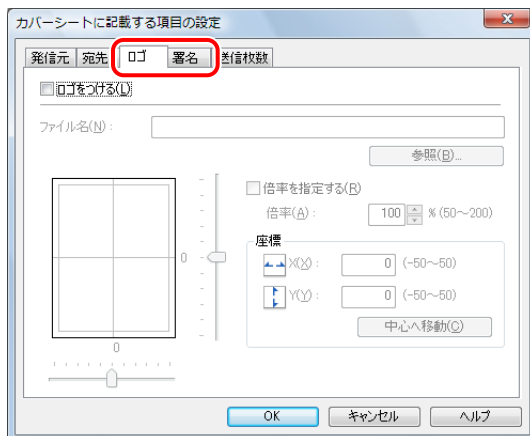 カバーシートに記載する項目の設定
発信元 宛先 ロゴ 署名 送信枚数
ロゴをつける(L)
ファイル名(N):
参照(B)...
倍率を指定する(R)
倍率(A): 100 % (50～200)
座標
0
X(X): 0 (-50～50)
Y(Y): 0 (-50～50)
中心へ移動(C)
0
OK キャンセル ヘルプ